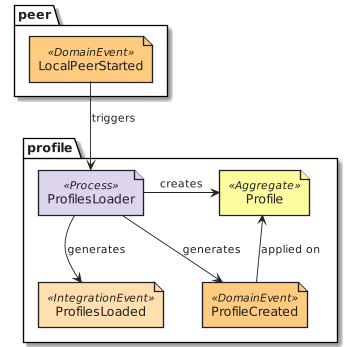 peer
«DomainEvent»
LocalPeerStarted
triggers
profile
«Process»
ProfilesLoader
creates
«Aggregate»
Profile
generates
generates
applied on
«IntegrationEvent»
ProfilesLoaded
«DomainEvent»
ProfileCreated